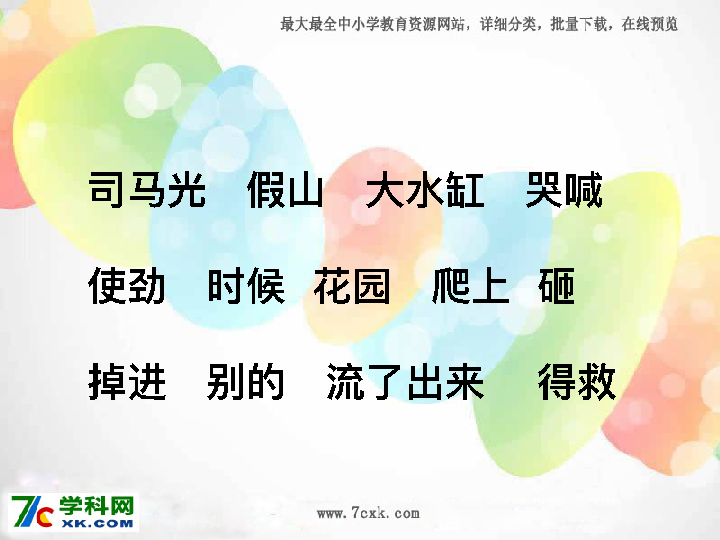 最大最全中小学教育资源网站，详细分类，批量下载，在线预览
司马光 假山 大水缸 哭喊
使劲 时候 花园 爬上 砸
掉进 别的 流了出来 得救
7c学科网
XK.COM
www.7cxk.com